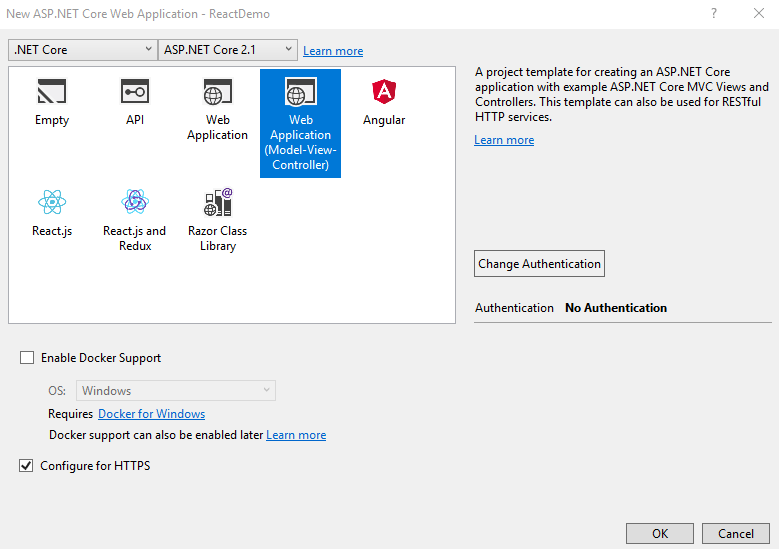 New ASP.NET Core Web Application - ReactDemo
?
.NET Core
ASP.NET Core 2.1
Learn more
Empty
API
Web
Application
Web
Application
(Model-View-
Controller)
Angular
React.js
React.js and
Redux
Razor Class
Library
A project template for creating an ASP.NET Core
application with example ASP.NET Core MVC Views and
Controllers. This template can also be used for RESTful
HTTP services.
Learn more
Change Authentication
Authentication No Authentication
Enable Docker Support
OS: Windows
Requires Docker for Windows
Docker support can also be enabled later Learn more
Configure for HTTPS
OK
Cancel